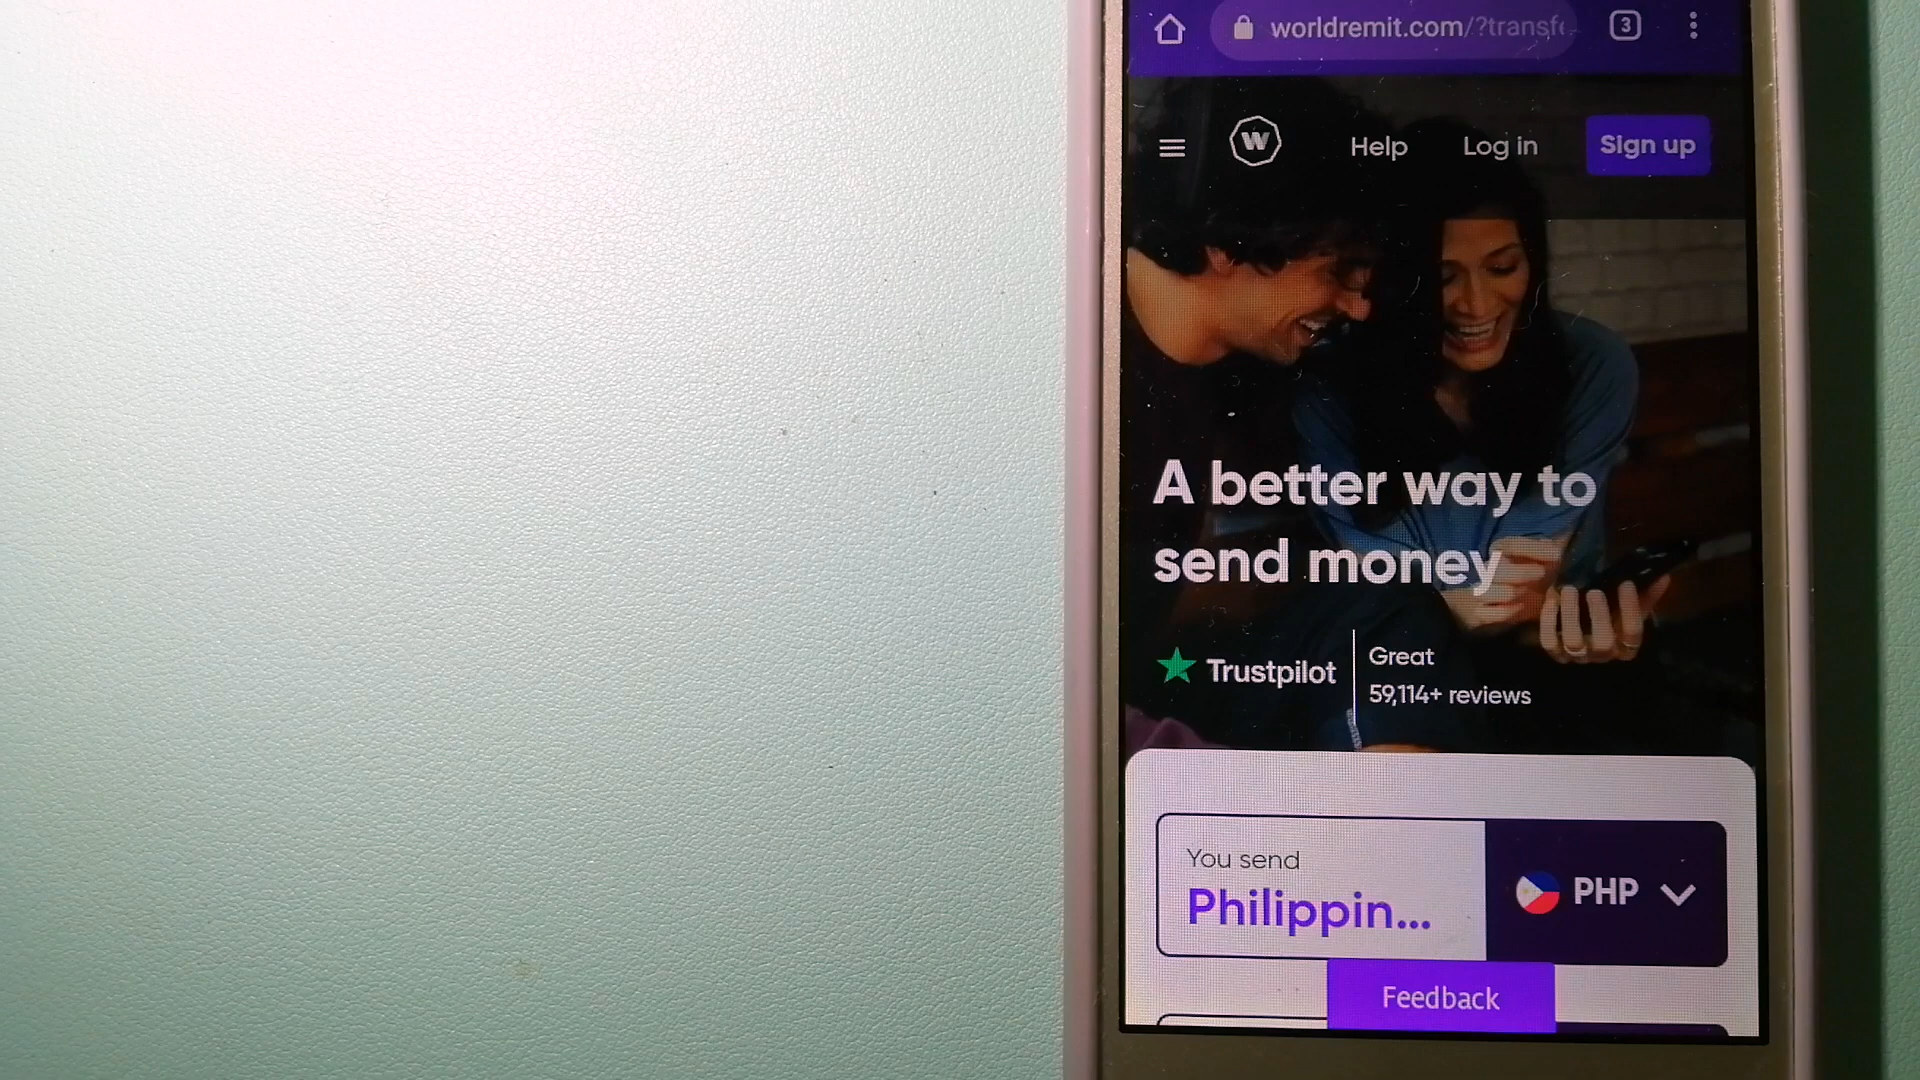 worldremit.com/?transf
3
W
Help
Log in
Sign up
A better way to
send money
Trustpilot
Great
59,114+ reviews
You send
Philippin...
PHP
Feedback